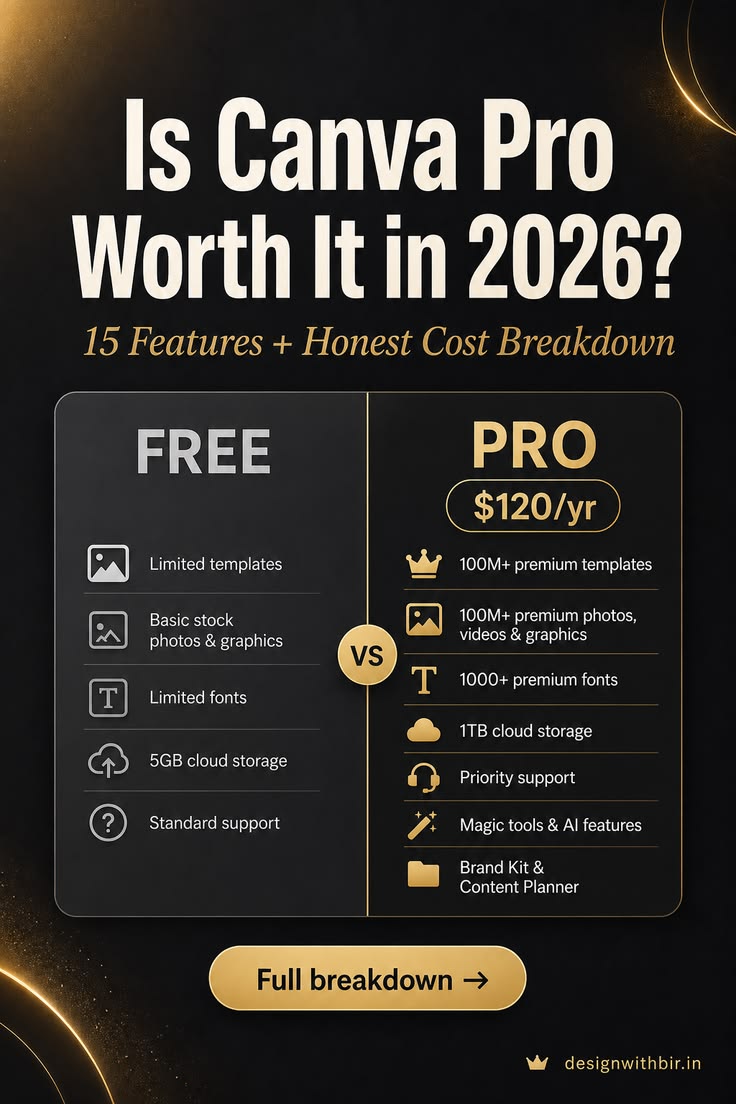 Is Canva Pro
Worth It in 2026?
15 Features + Honest Cost Breakdown
FREE
Limited templates
Basic stock
photos & graphics
T
Limited fonts
5GB cloud storage
?
Standard support
VS
PRO
$120/yr
100M+ premium templates
100M+ premium photos,
videos & graphics
T
1000+ premium fonts
1TB cloud storage
Priority support
Magic tools & AI features
Brand Kit &
Content Planner
Full breakdown →
designwithbir.in